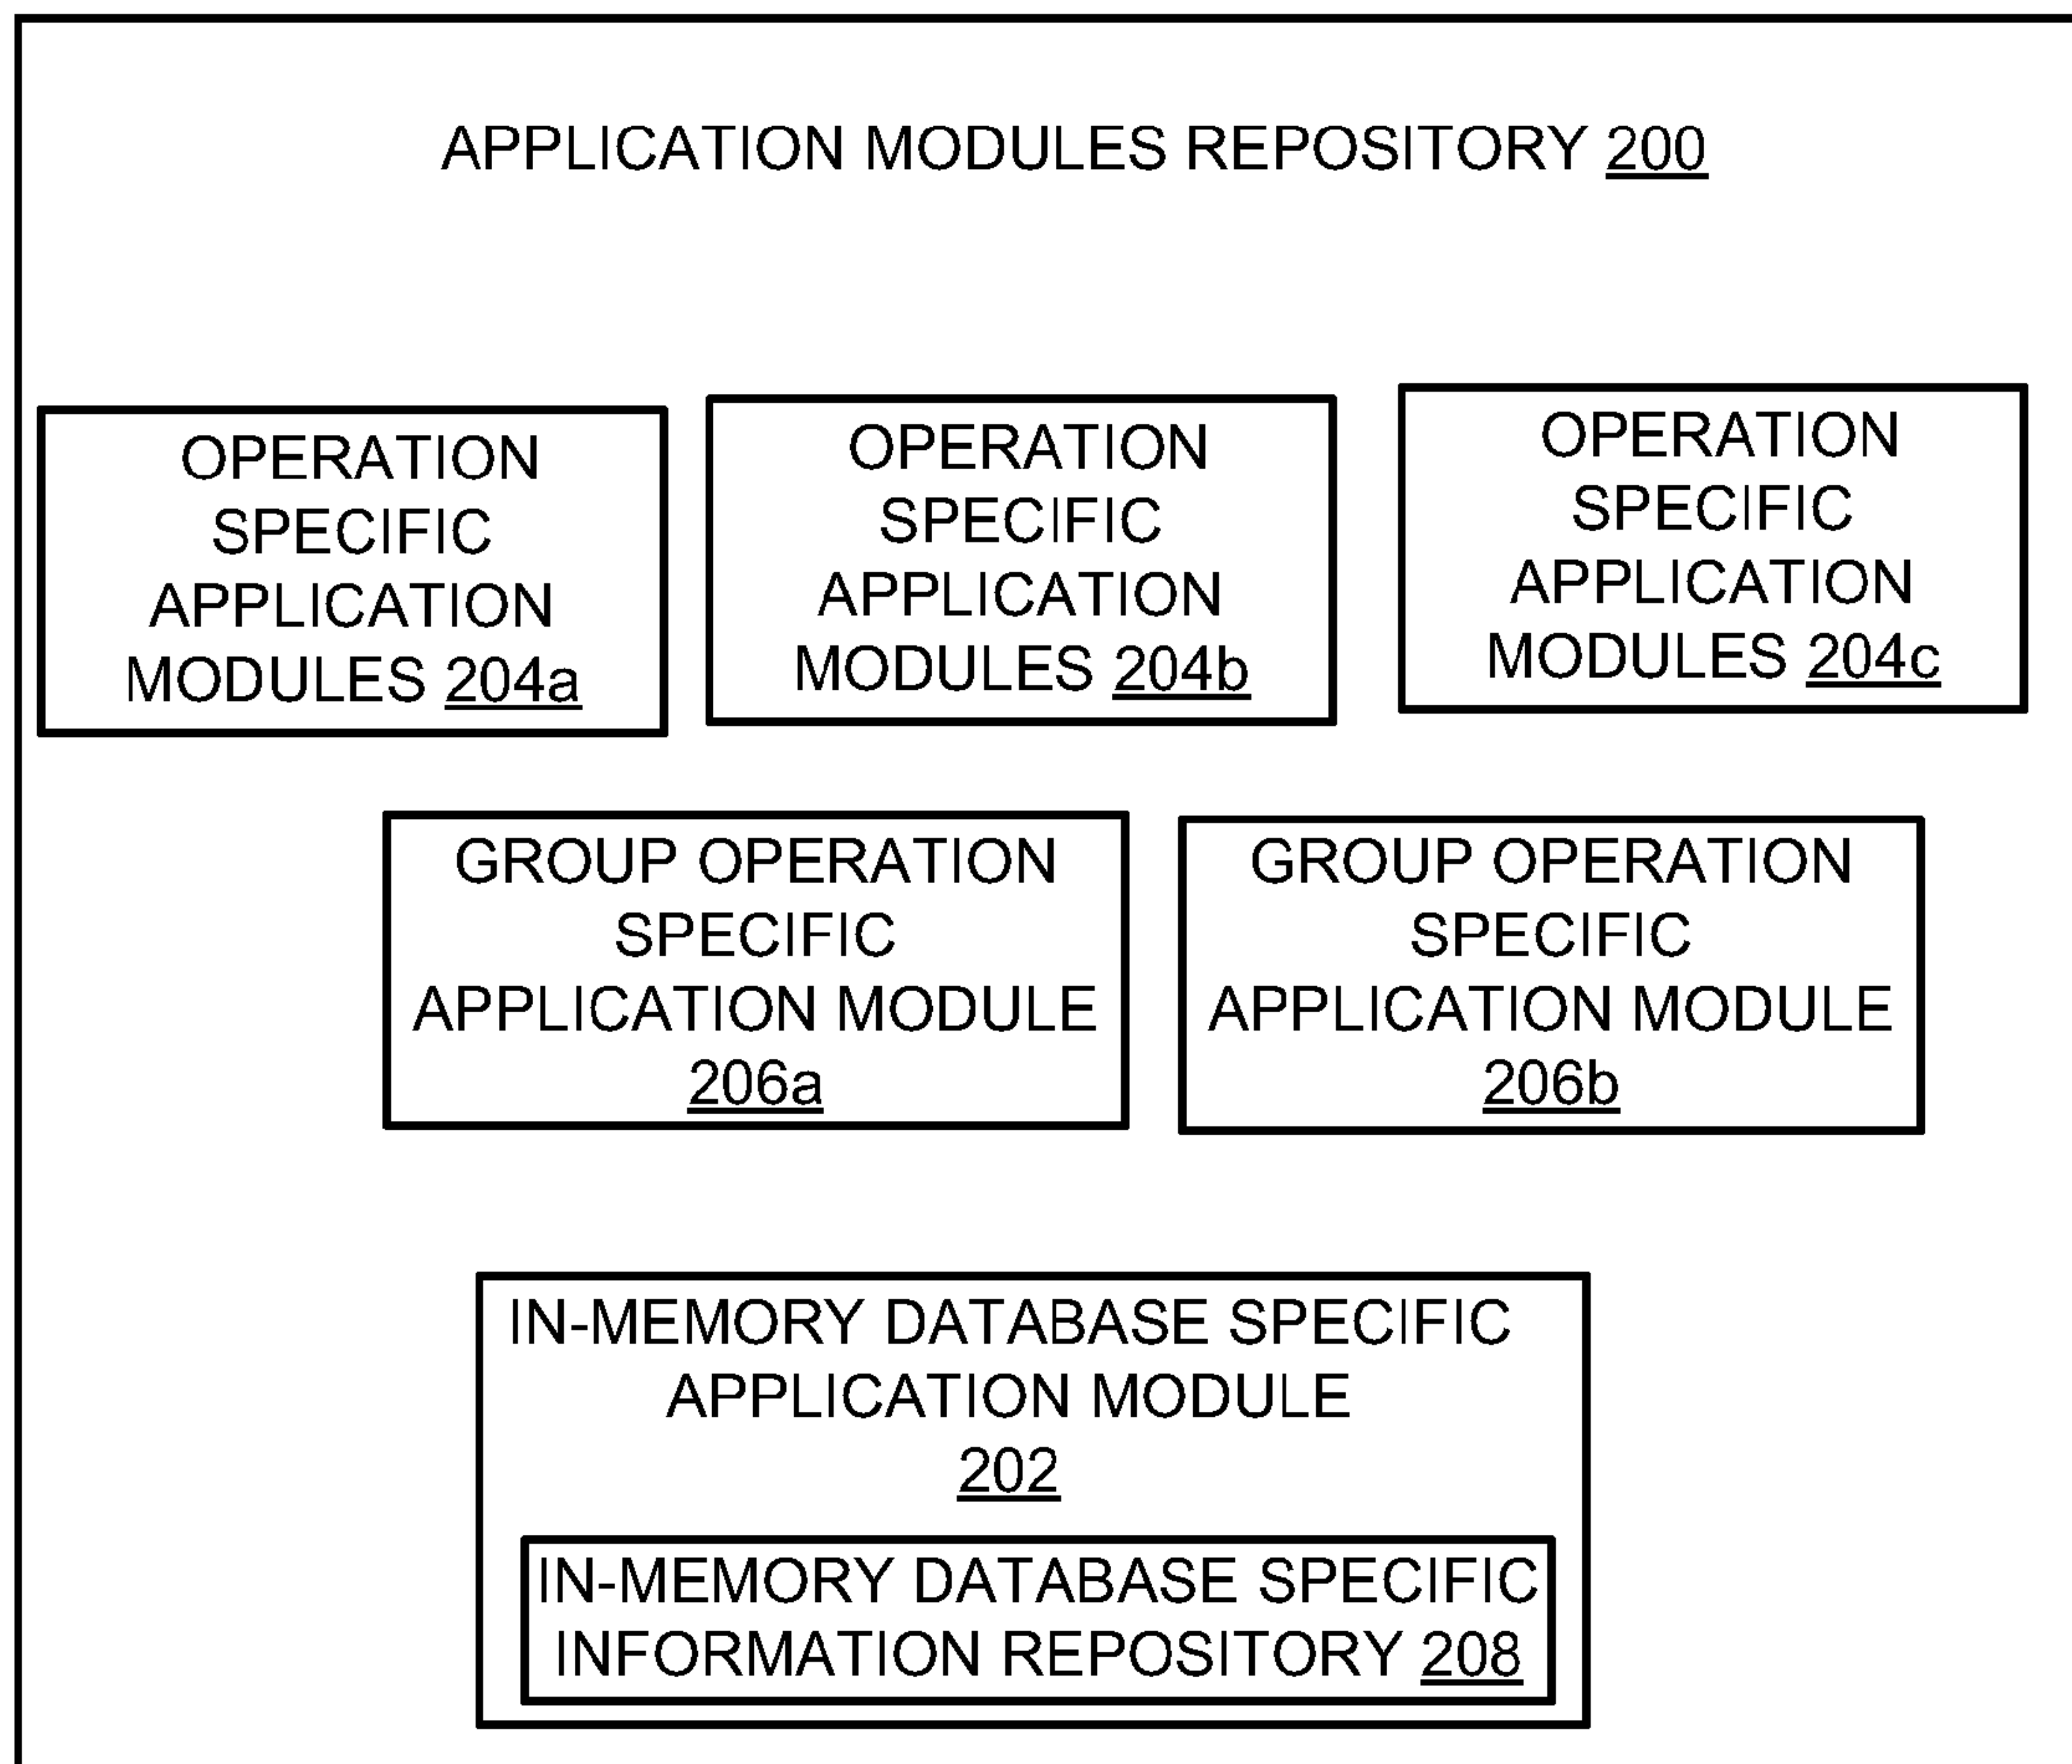 APPLICATION MODULES REPOSITORY 200
OPERATION
SPECIFIC
APPLICATION
MODULES 204a
OPERATION
SPECIFIC
APPLICATION
MODULES 204b
OPERATION
SPECIFIC
APPLICATION
MODULES 204c
GROUP OPERATION
SPECIFIC
APPLICATION MODULE
206a
GROUP OPERATION
SPECIFIC
APPLICATION MODULE
206b
IN-MEMORY DATABASE SPECIFIC
APPLICATION MODULE
202
IN-MEMORY DATABASE SPECIFIC
INFORMATION REPOSITORY 208